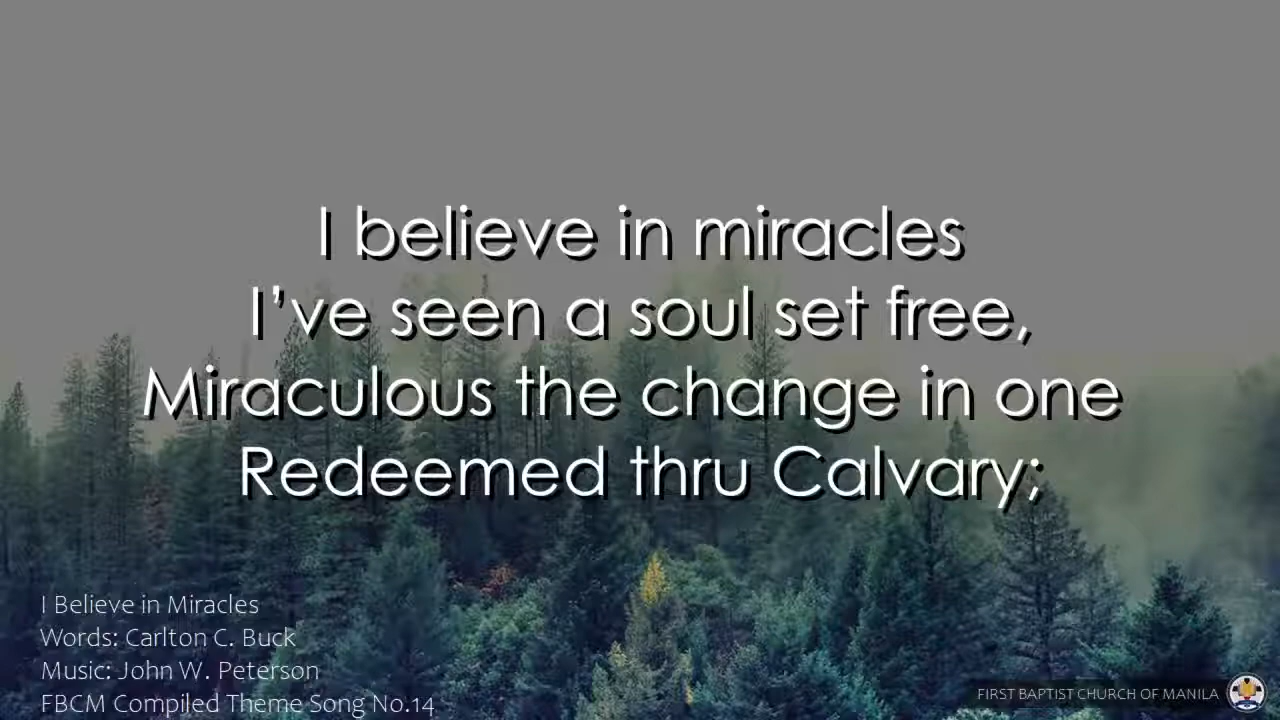 I believe in miracles
I’ve seen a soul set free,
Miraculous the change in one
Redeemed thru Calvary;
I Believe in Miracles
Words: Carlton C. Buck
Music: John W. Peterson
FBCM Compiled Theme Song No.14
FIRST BAPTIST CHURCH OF MANILA